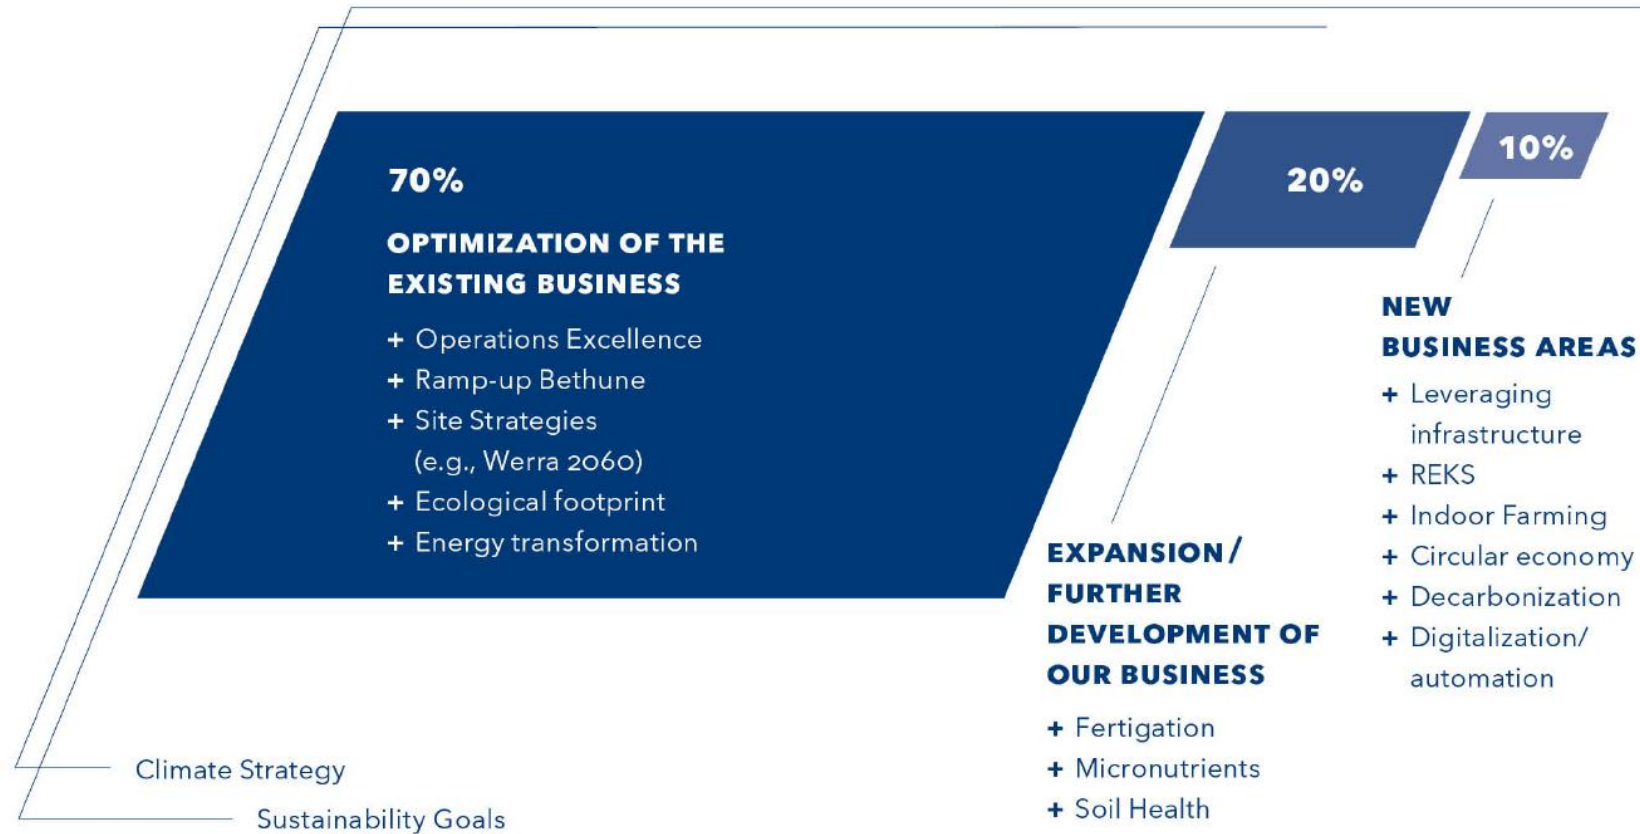 70%
OPTIMIZATION OF THE
EXISTING BUSINESS
+ Operations Excellence
+ Ramp-up Bethune
+ Site Strategies
(e.g., Werra 2060)
+ Ecological footprint
+ Energy transformation
20%
EXPANSION/
FURTHER
DEVELOPMENT OF
OUR BUSINESS
+ Fertigation
+ Micronutrients
+ Soil Health
10%
NEW
BUSINESS AREAS
+ Leveraging
infrastructure
+ REKS
+ Indoor Farming
+ Circular economy
+ Decarbonization
+ Digitalization/
automation
Climate Strategy
Sustainability Goals